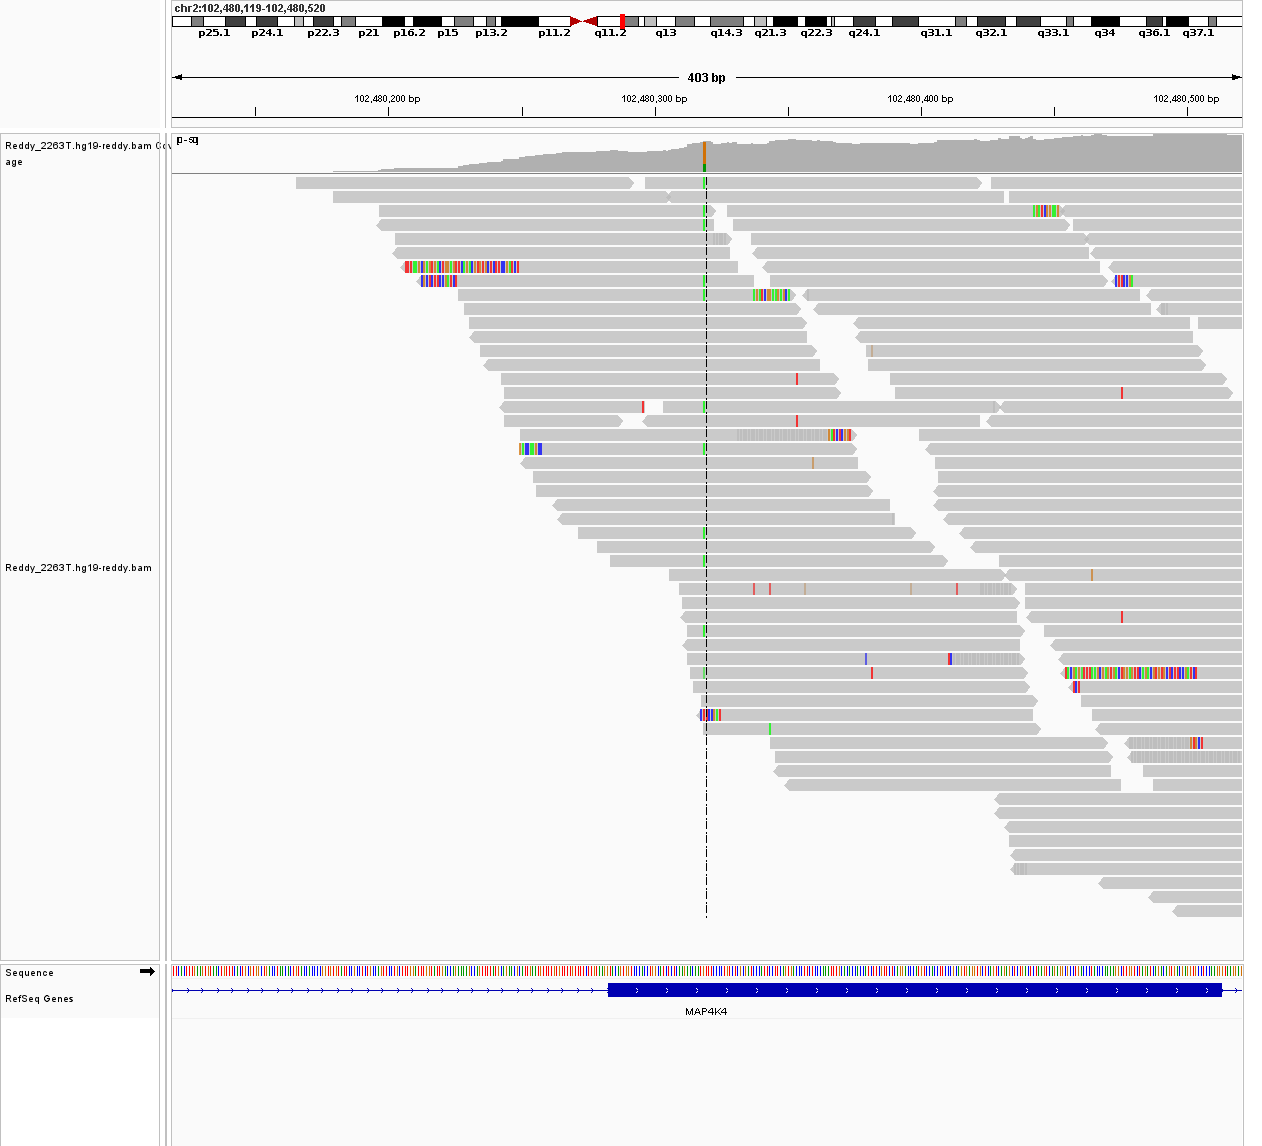 chr2:102,480,119-102,480,520
p25.1 p24.1 p22.3 p21 p16.2 p15 p13.2 p11.2 q11.2 q13 q14.3 q21.3 q22.3 q24.1 q31.1 q32.1 q33.1 q34 q36.1 q37.1
403 bp
102,480,200 bp 102,480,300 bp 102,480,400 bp 102,480,500 bp
Reddy_2263T.hg19-reddy.bam Cov
age
Reddy_2263T.hg19-reddy.bam
Sequence
RefSeq Genes
MAP4K4